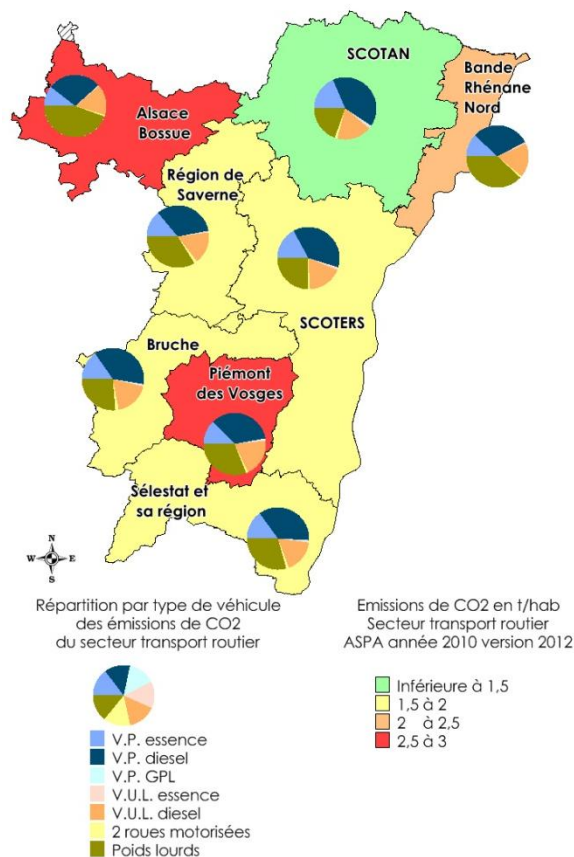 SCOTAN
Bande
Rhénane
Nord
Alsace
Bossue
Région de
Saverne
SCOTERS
Bruche
Piémont
des Vosges
Sélestat et
sa région
N
W E
S
Répartition par type de véhicule
des émissions de CO2
du secteur transport routier
V.P. essence
V.P. diesel
V.P. GPL
V.U.L. essence
V.U.L. diesel
2 roues motorisées
Poids lourds
Emissions de CO2 en t/hab
Secteur transport routier
ASPA année 2010 version 2012
Inférieure à 1,5
1,5 à 2
2 à 2,5
2,5 à 3